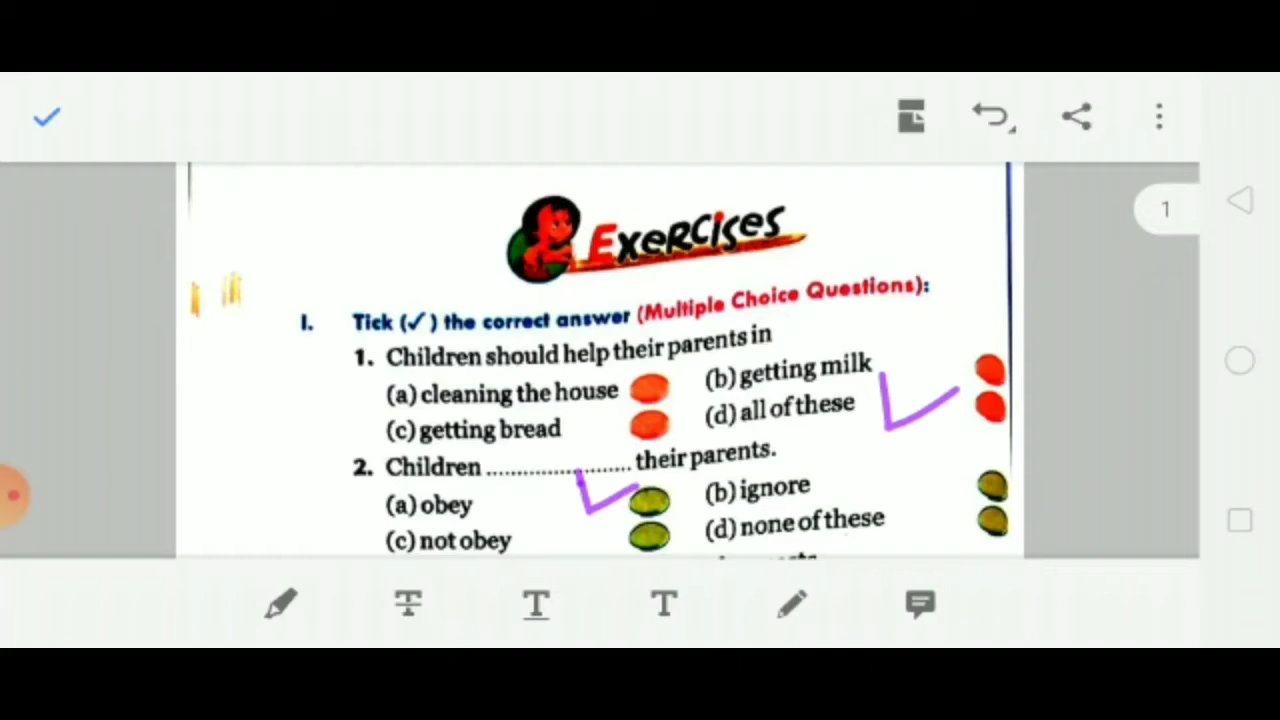 1
Exercises
I. Tick (✓) the correct answer (Multiple Choice Questions):
1. Children should help their parents in
(a) cleaning the house (b) getting milk
(c) getting bread (d) all of these
2. Children ........................ their parents.
(a) obey (b) ignore
(c) not obey (d) none of these